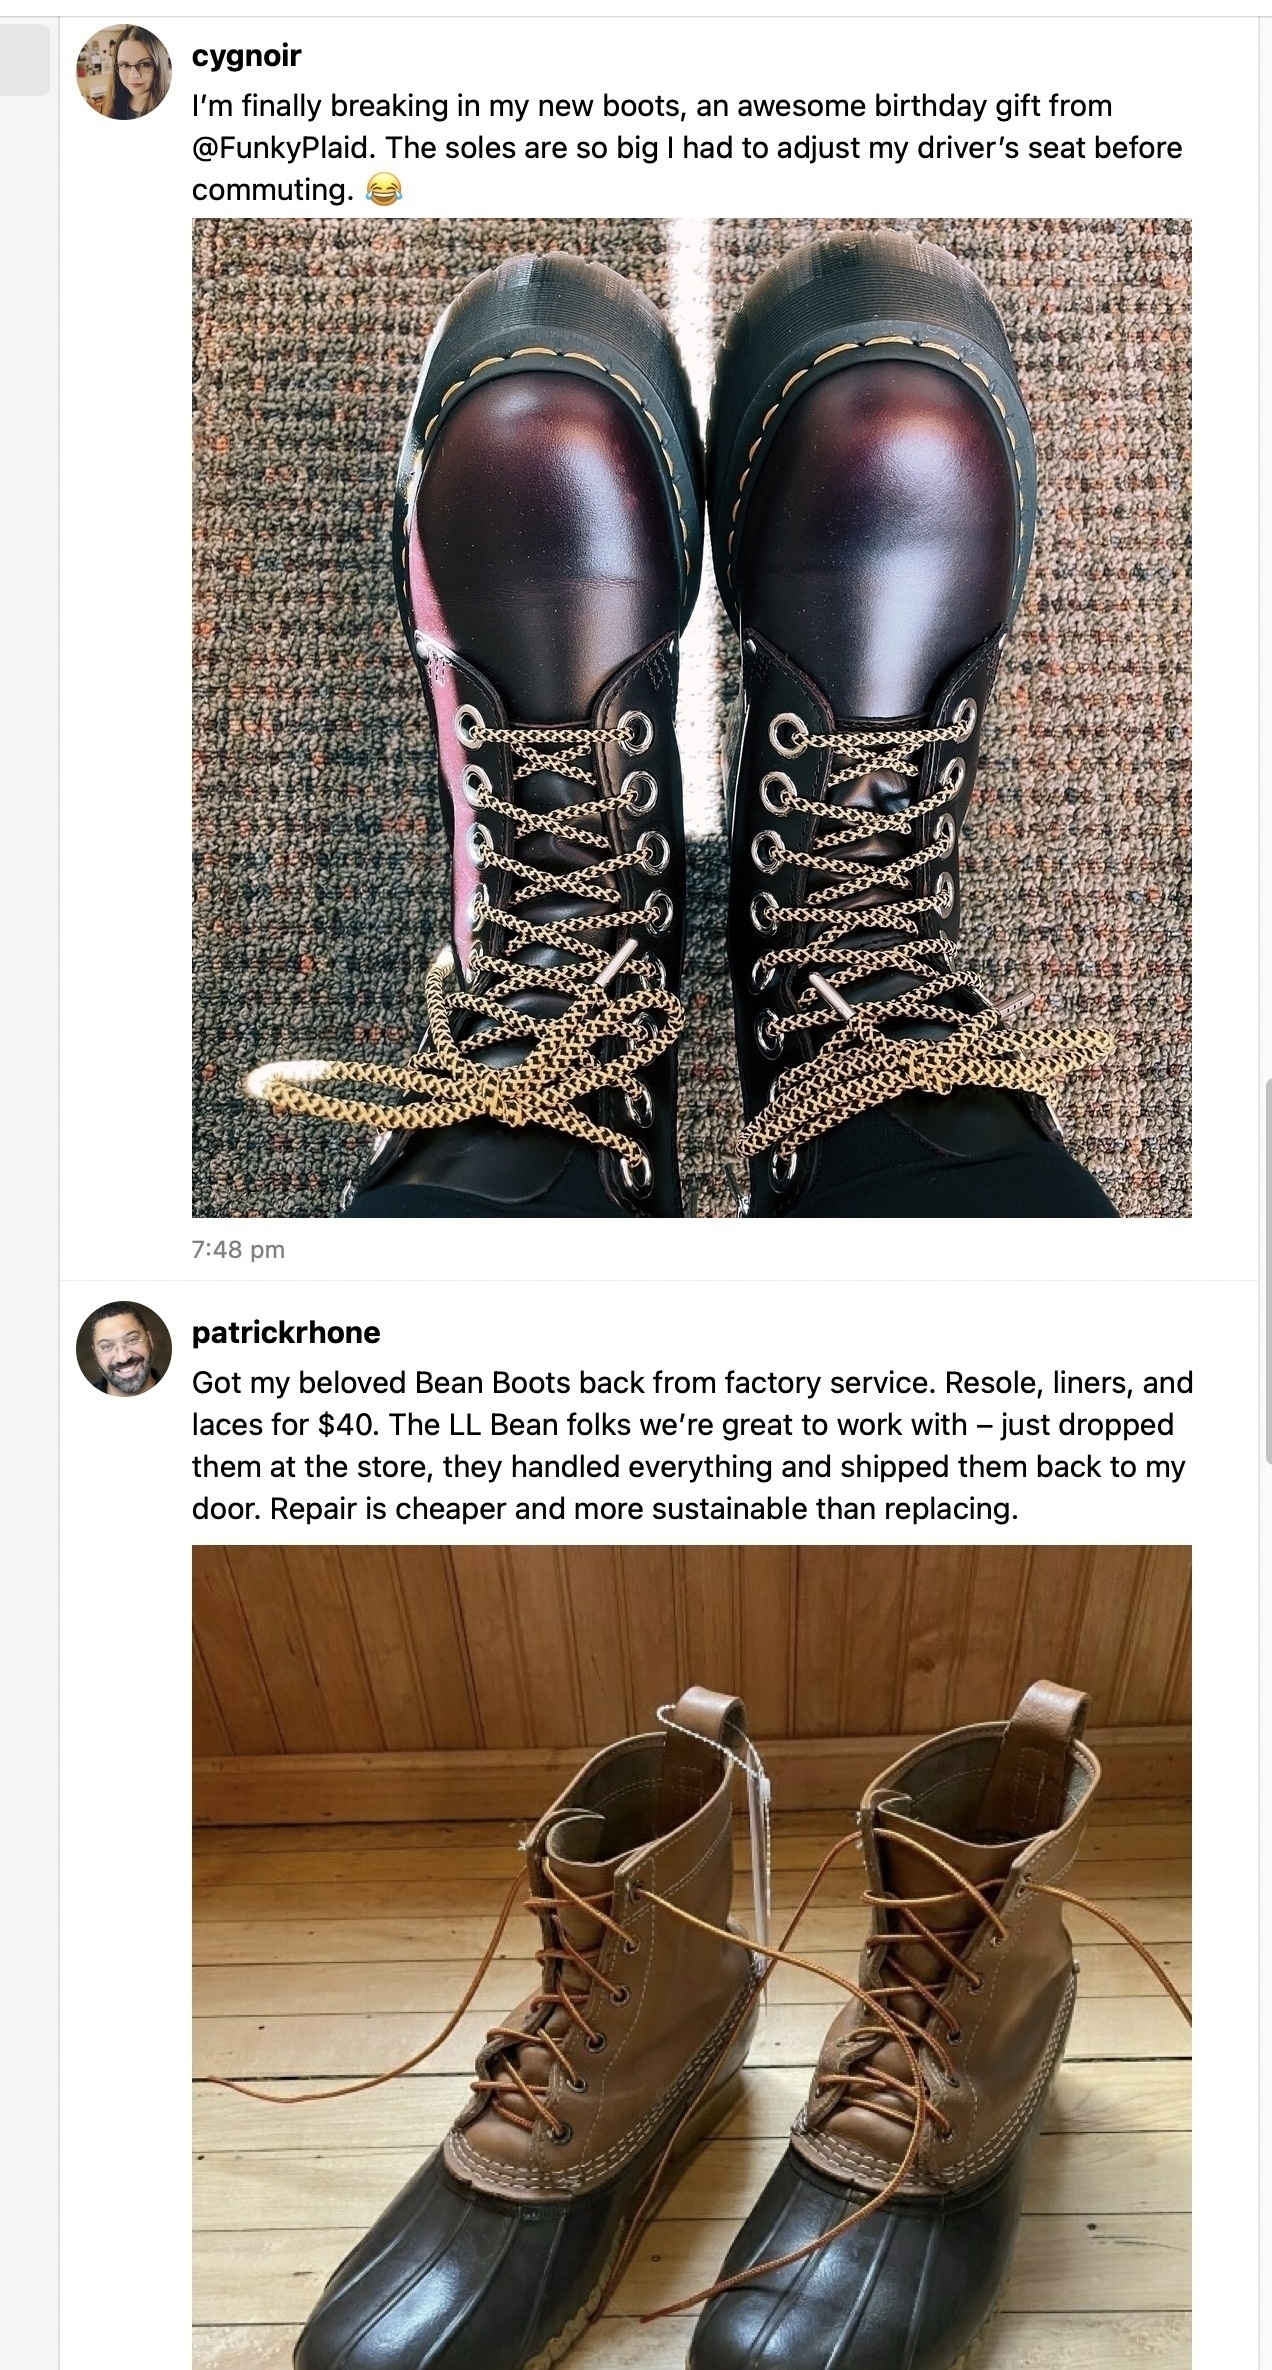 cygnoir
I’m finally breaking in my new boots, an awesome birthday gift from
@FunkyPlaid. The soles are so big I had to adjust my driver’s seat before
commuting. 😂
7:48 pm
patrickrhone
Got my beloved Bean Boots back from factory service. Resole, liners, and
laces for $40. The LL Bean folks we’re great to work with – just dropped
them at the store, they handled everything and shipped them back to my
door. Repair is cheaper and more sustainable than replacing.